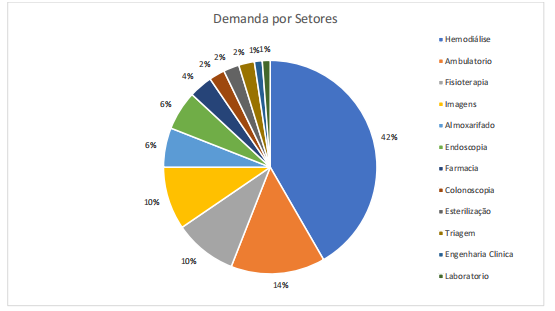 Demanda por Setores
42%
14%
10%
10%
6%
6%
4%
2%
2%
2%
1%
1%
Hemodiálise
Ambulatorio
Fisioterapia
Imagens
Almoxarifado
Endoscopia
Farmacia
Colonoscopia
Esterilização
Triagem
Engenharia Clinica
Laboratorio